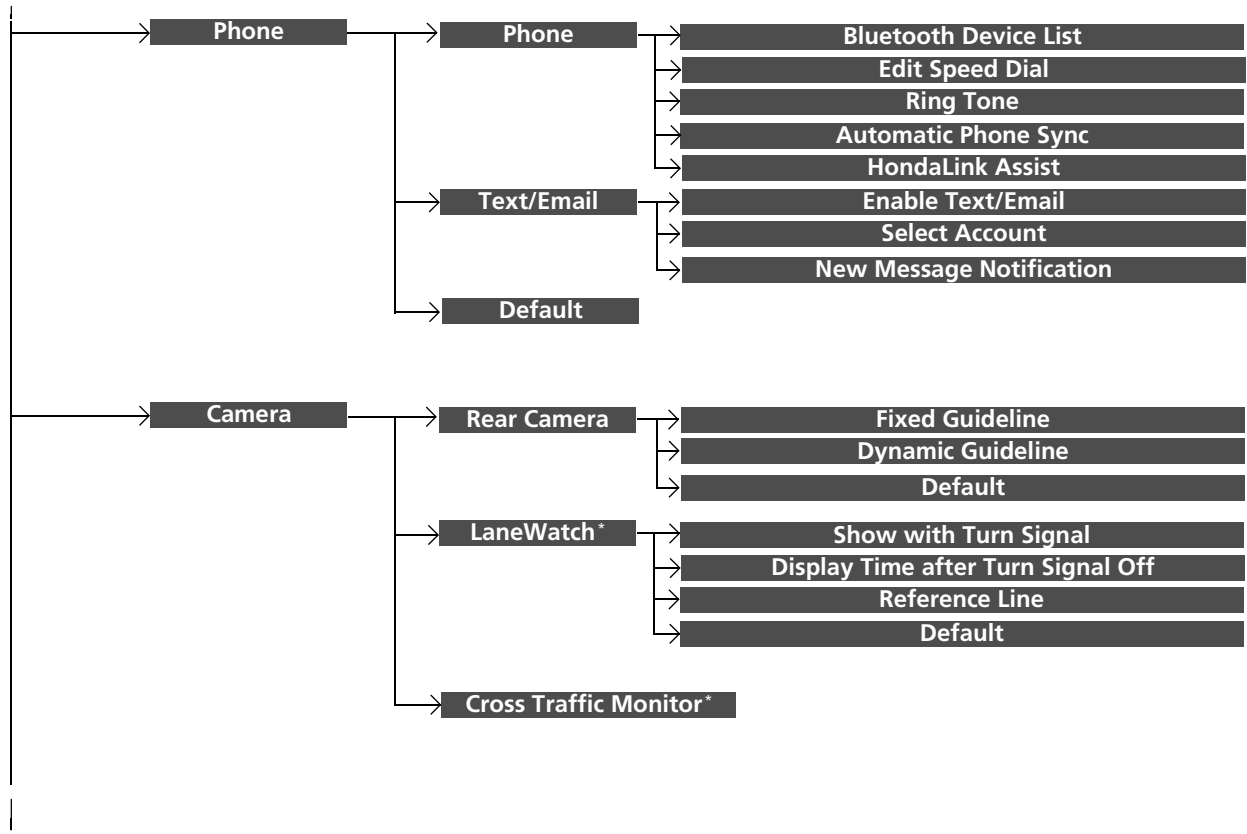 Phone
Phone
Bluetooth Device List
Edit Speed Dial
Ring Tone
Automatic Phone Sync
HondaLink Assist
Text/Email
Enable Text/Email
Select Account
New Message Notification
Default
Camera
Rear Camera
Fixed Guideline
Dynamic Guideline
Default
LaneWatch*
Show with Turn Signal
Display Time after Turn Signal Off
Reference Line
Default
Cross Traffic Monitor*